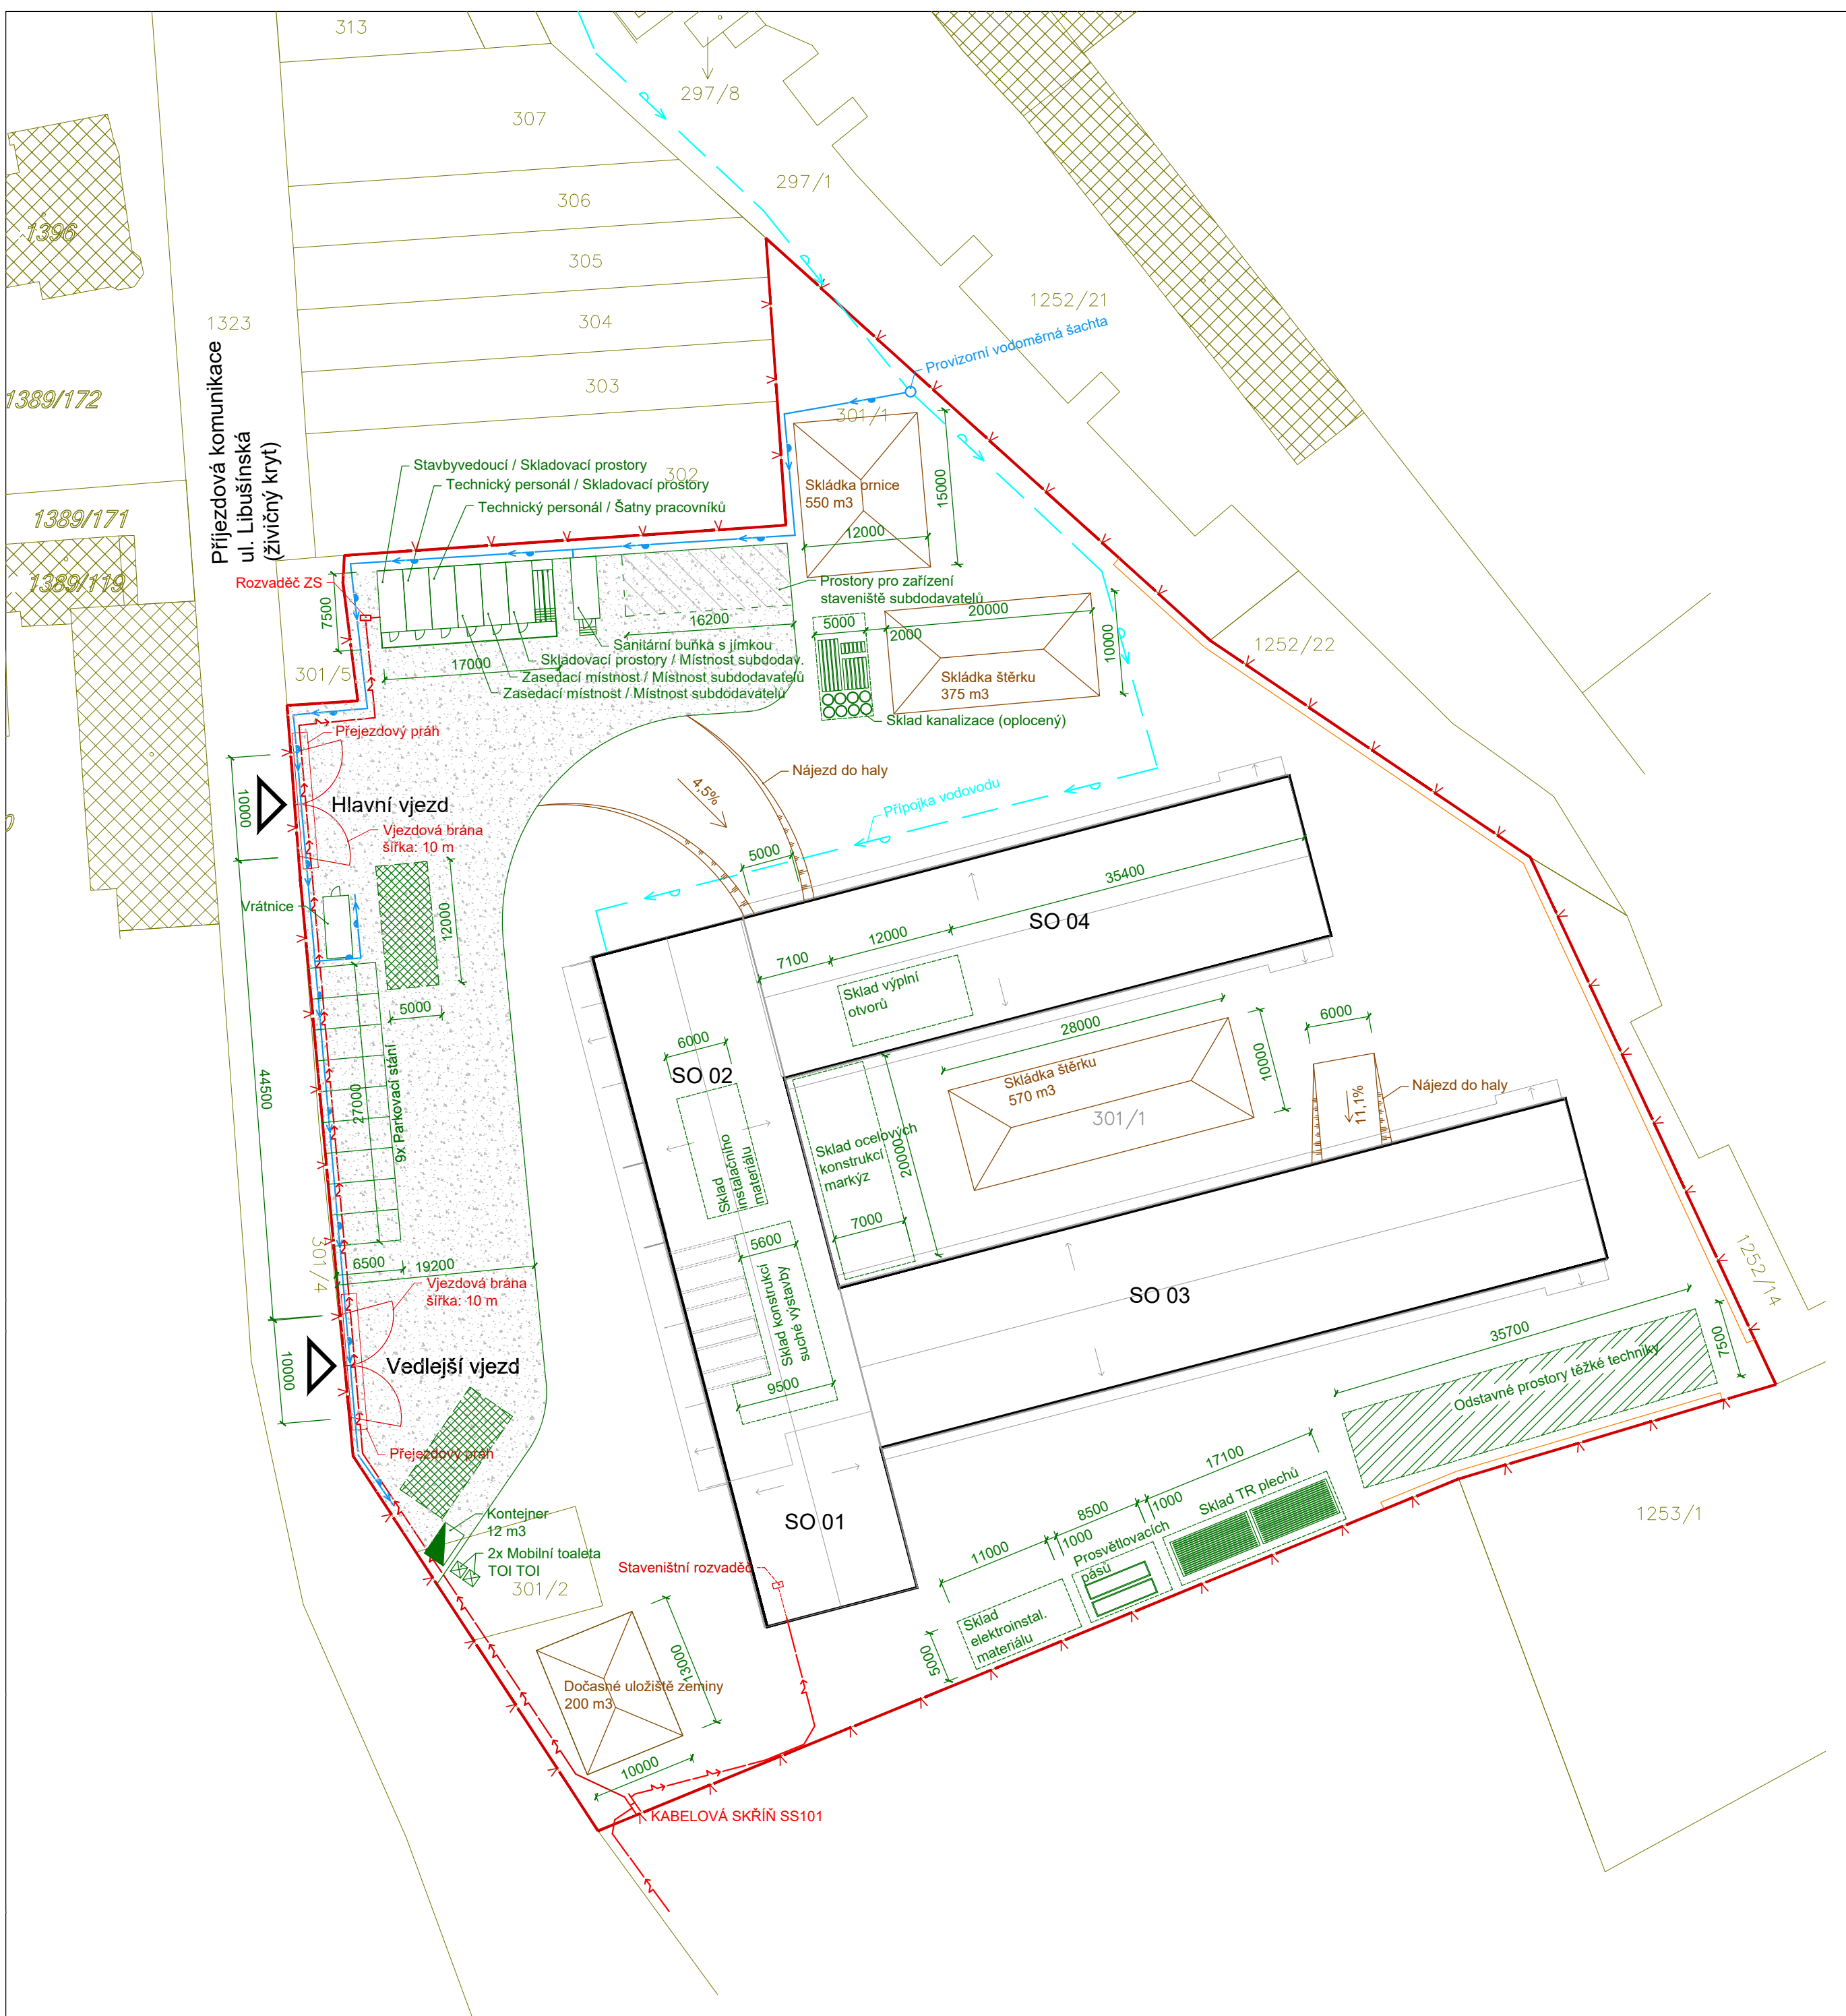 313
297/8
307
297/1
306
1396
305
1252/21
1323
304
Provizorní vodoměrná šachta
303
1389/172
301/1
Příjezdová komunikace
ul. Libušínská
(živičný kryt)
Stavbyvedoucí / Skladovací prostory
302
Technický personál / Skladovací prostory
Technický personál / Šatny pracovníků
Skládka ornice
550 m3
15000
12000
1389/171
1389/119
Rozvaděč ZS
7500
Prostory pro zařízení
staveniště subdodavatelů
16200
5000
2000
20000
10000
Sanitární buňka s jímkou
Skladovací prostory / Místnost subdodav.
17000
Zasedací místnost / Místnost subdodavatelů
Zasedací místnost / Místnost subdodavatelů
301/5
Skládka štěrku
375 m3
1252/22
Sklad kanalizace (oplocený)
Přejezdový práh
Nájezd do haly
4,5%
10000
Hlavní vjezd
Přípojka vodovodu
Vjezdová brána
šířka: 10 m
5000
35400
Vrátnice
12000
SO 04
12000
7100
Sklad výplní
otvorů
5000
28000
6000
6000
10000
SO 02
Skládka štěrku
570 m3
Nájezd do haly
11,1%
301/1
44500
27000
9x Parkovací stání
Sklad
instalačního
materiálu
Sklad ocelových
konstrukcí
markýz
20000
7000
301/4
6500
19200
5600
Vjezdová brána
šířka: 10 m
Sklad konstrukcí
suché výstavby
SO 03
1252/14
35700
7500
Vedlejší vjezd
10000
9500
Odstavné prostory těžké techniky
Přejezdový práh
17100
Sklad TR plechů
8500
1000
1000
11000
Prosvětlovacích
pásů
Kontejner
12 m3
SO 01
1253/1
2x Mobilní toaleta
TOI TOI
Staveništní rozvaděč
301/2
Sklad
elektroinstal.
materiálu
5000
13000
Dočasné uložiště zeminy
200 m3
10000
KABELOVÁ SKŘÍŇ SS101